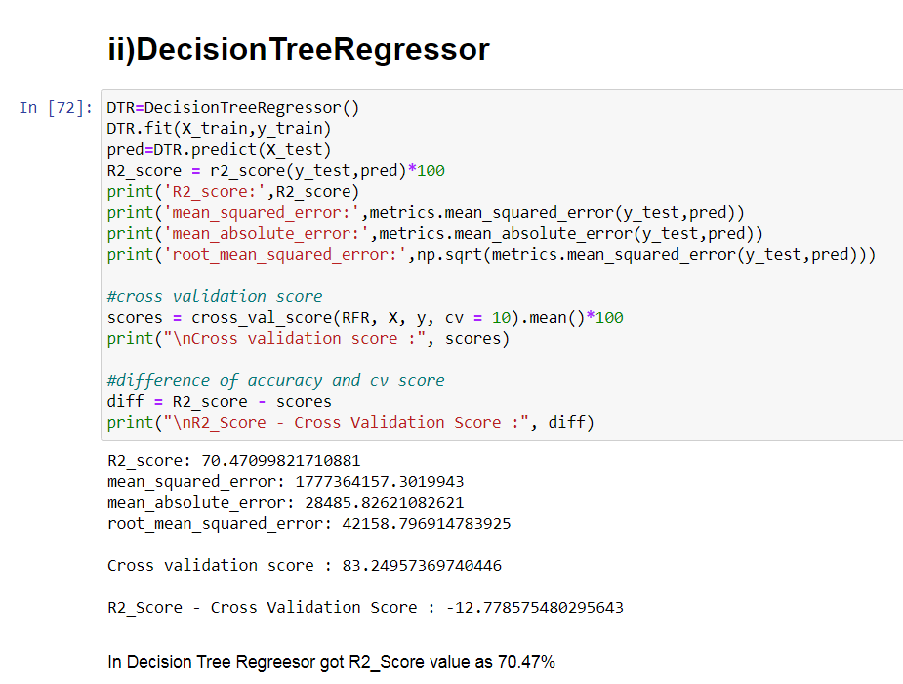 ii)DecisionTreeRegressor
In [72]: DTR=DecisionTreeRegressor()
DTR.fit(X_train,y_train)
pred=DTR.predict(X_test)
R2_score = r2_score(y_test,pred)*100
print('R2_score:',R2_score)
print('mean_squared_error:',metrics.mean_squared_error(y_test,pred))
print('mean_absolute_error:',metrics.mean_absolute_error(y_test,pred))
print('root_mean_squared_error:',np.sqrt(metrics.mean_squared_error(y_test,pred)))
#cross validation score
scores = cross_val_score(RFR, X, y, cv = 10).mean()*100
print("\nCross validation score :", scores)
#difference of accuracy and cv score
diff = R2_score - scores
print("\nR2_Score - Cross Validation Score :", diff)
R2_score: 70.47099821710881
mean_squared_error: 1777364157.3019943
mean_absolute_error: 28485.82621082621
root_mean_squared_error: 42158.796914783925
Cross validation score : 83.24957369740446
R2_Score - Cross Validation Score : -12.778575480295643
In Decision Tree Regreesor got R2_Score value as 70.47%